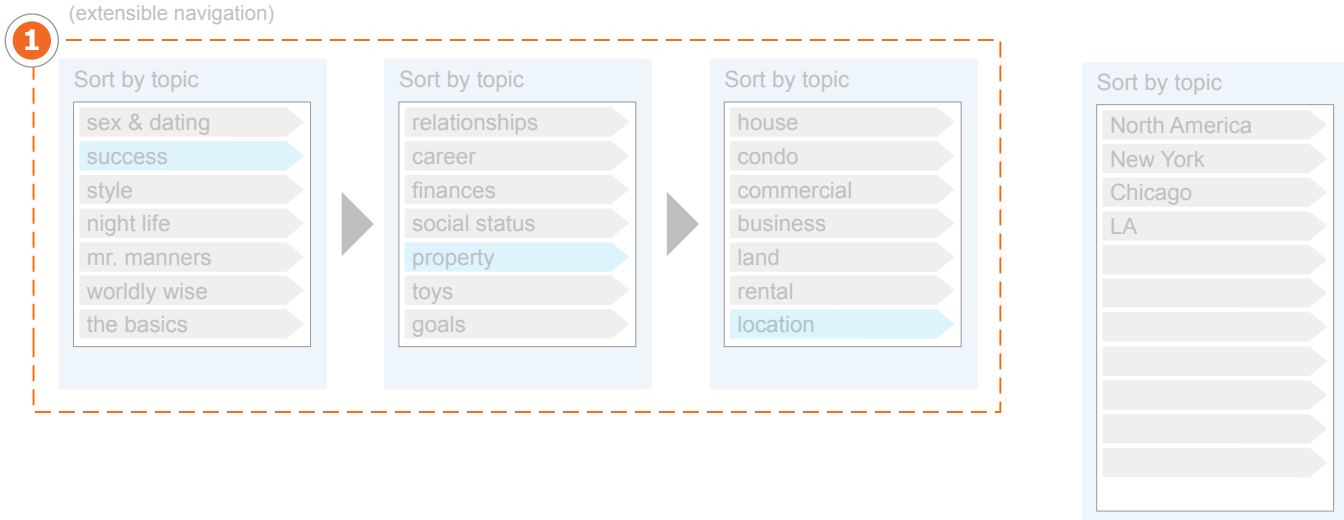 (extensible navigation)
1
Sort by topic
sex & dating
success
style
night life
mr. manners
worldly wise
the basics
Sort by topic
relationships
career
finances
social status
property
toys
goals
Sort by topic
house
condo
commercial
business
land
rental
location
Sort by topic
North America
New York
Chicago
LA